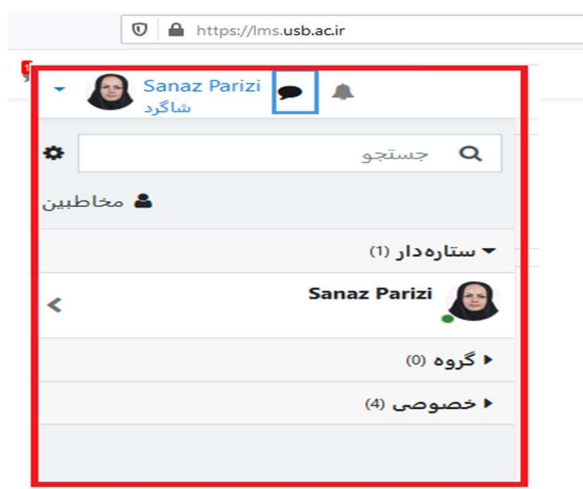 https://lms.usb.ac.ir
Sanaz Parizi
شاگرد
جستجو
مخاطبین
ستاره‌دار (1)
Sanaz Parizi
گروه (0)
خصوصی (4)